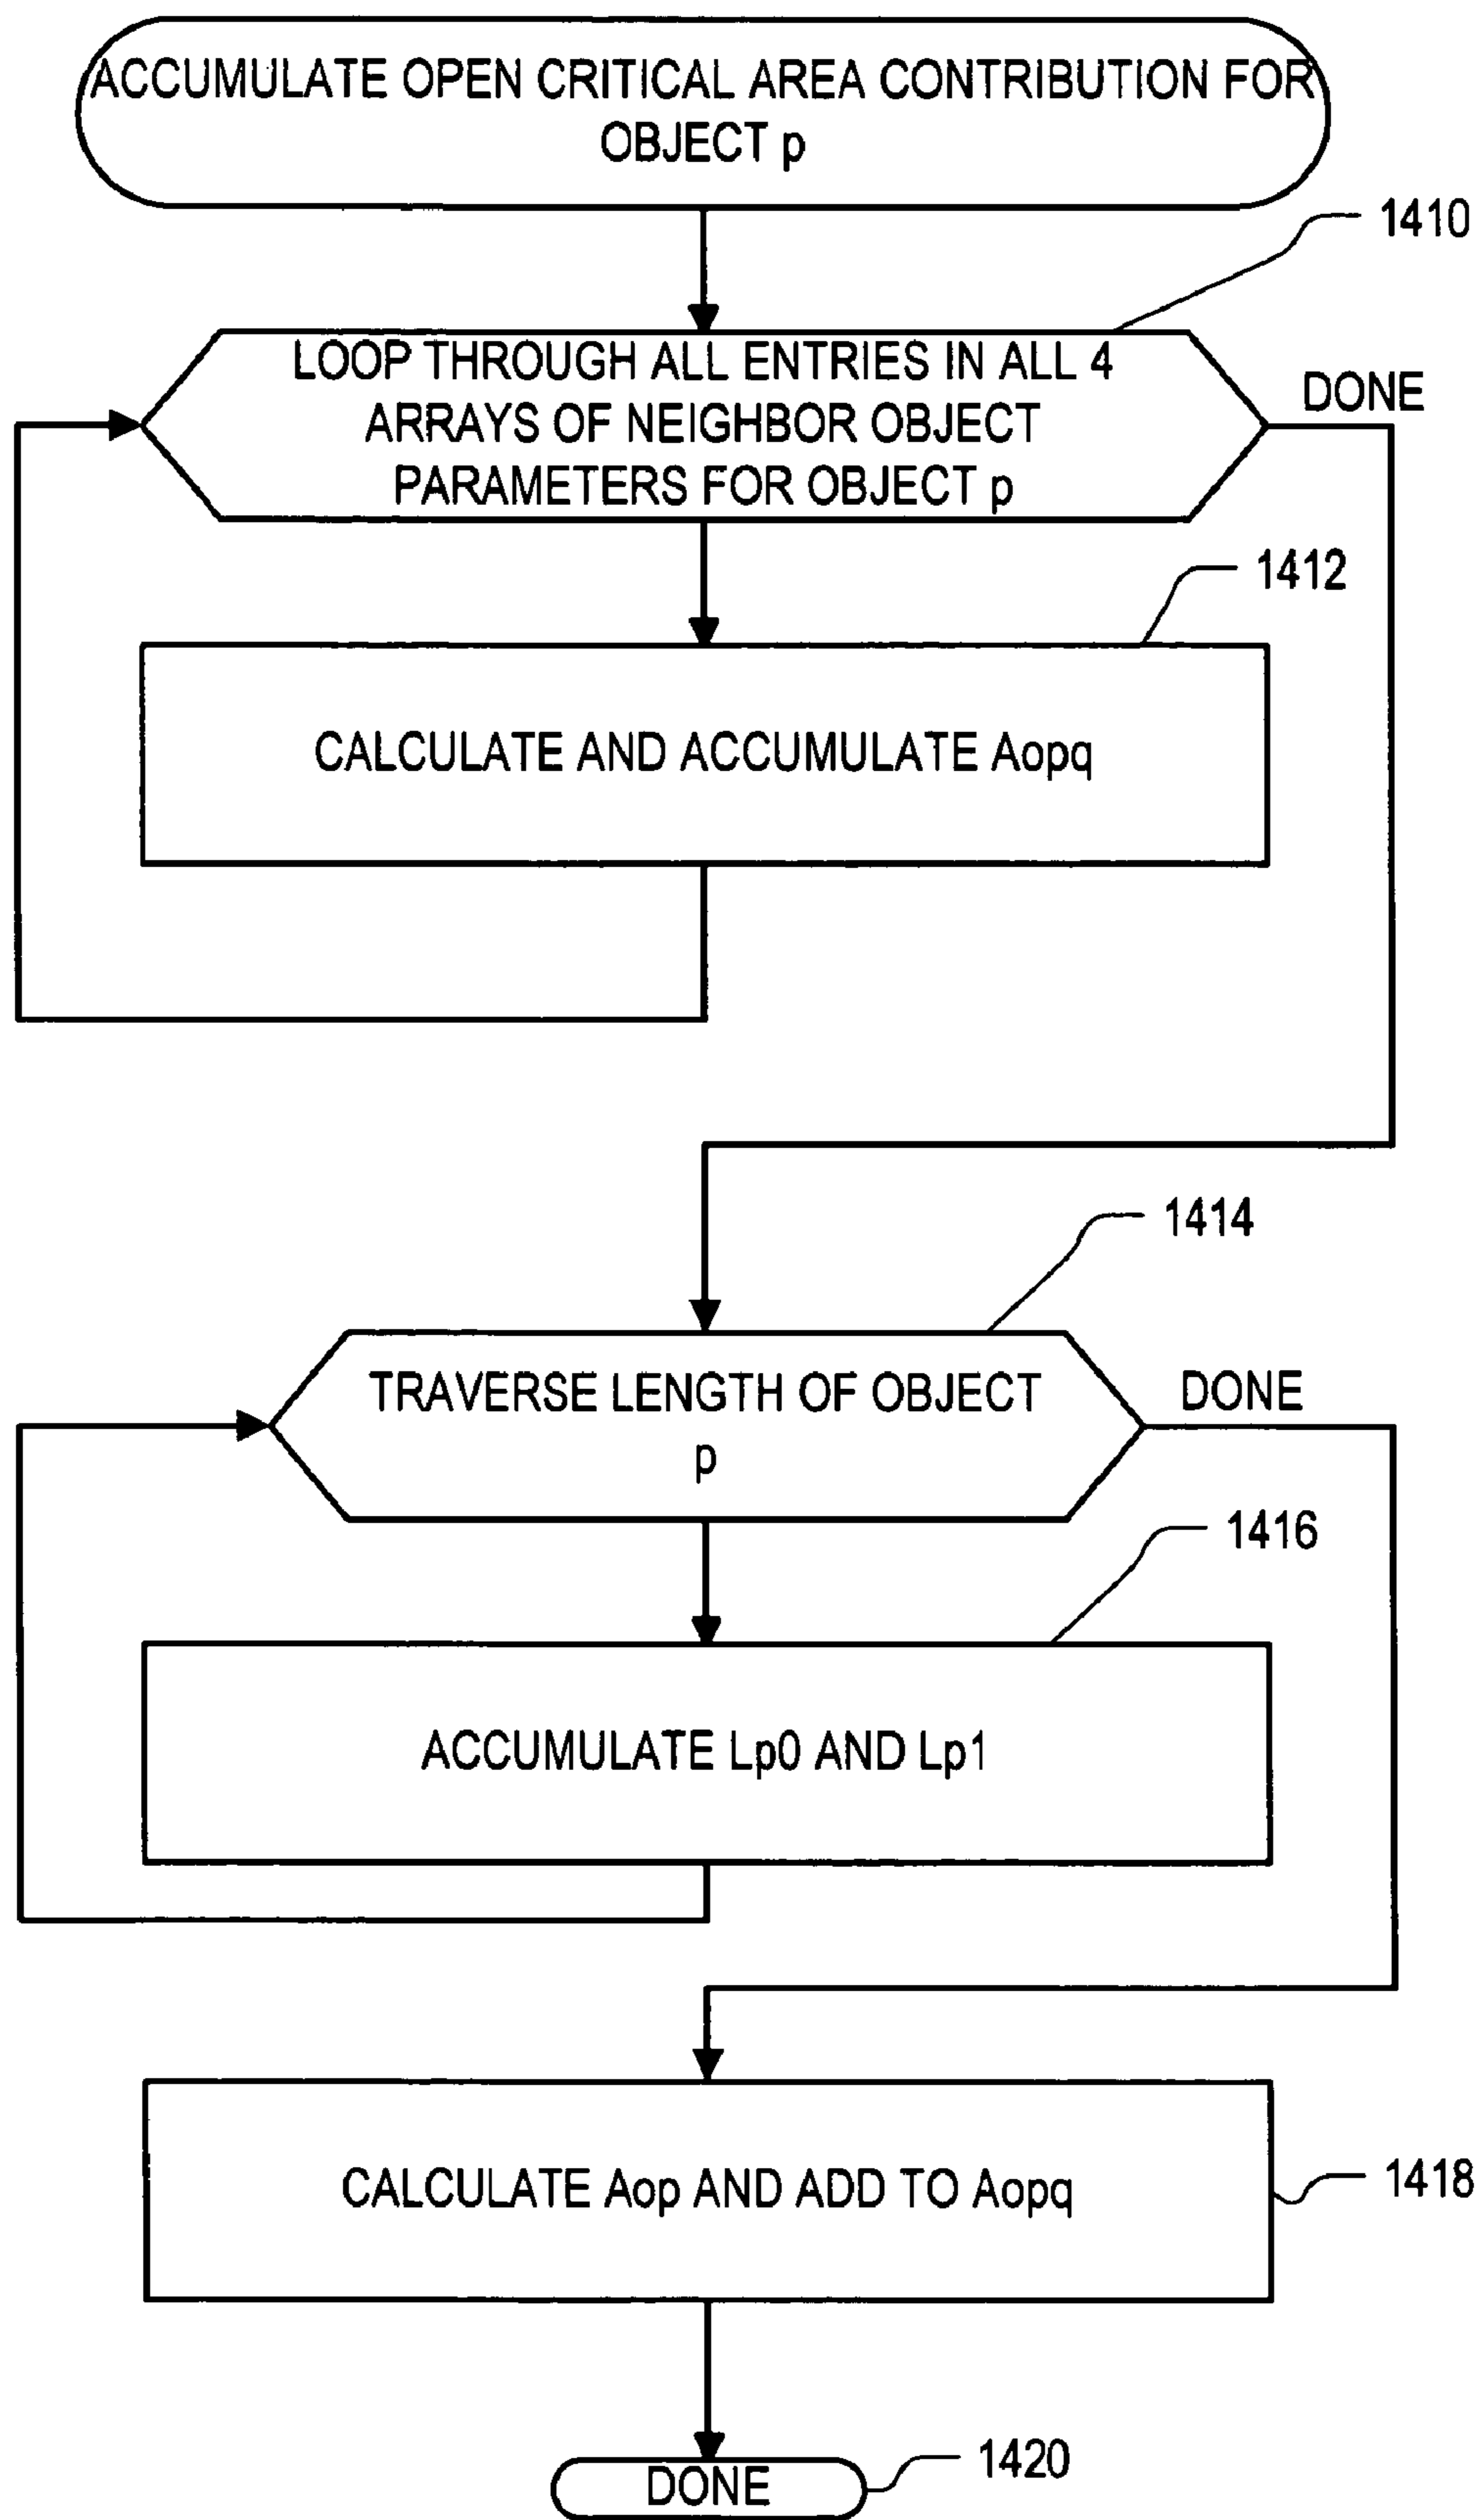 ACCUMULATE OPEN CRITICAL AREA CONTRIBUTION FOR
OBJECT p
1410
LOOP THROUGH ALL ENTRIES IN ALL 4
ARRAYS OF NEIGHBOR OBJECT
PARAMETERS FOR OBJECT p
DONE
1412
CALCULATE AND ACCUMULATE Aopq
1414
TRAVERSE LENGTH OF OBJECT
p
DONE
1416
ACCUMULATE Lp0 AND Lp1
CALCULATE Aop AND ADD TO Aopq
1418
DONE
1420